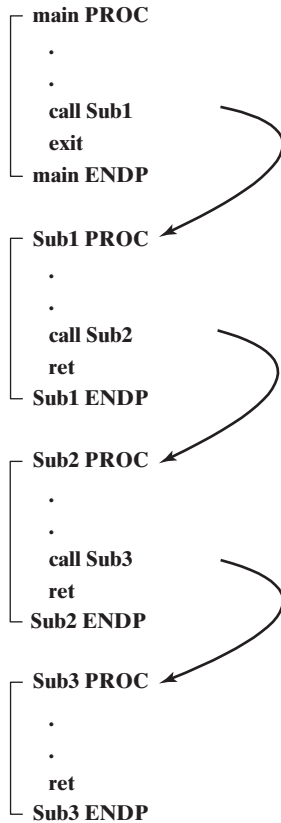 main PROC
.
.
call Sub1
exit
main ENDP
Sub1 PROC
.
.
call Sub2
ret
Sub1 ENDP
Sub2 PROC
.
.
call Sub3
ret
Sub2 ENDP
Sub3 PROC
.
.
ret
Sub3 ENDP